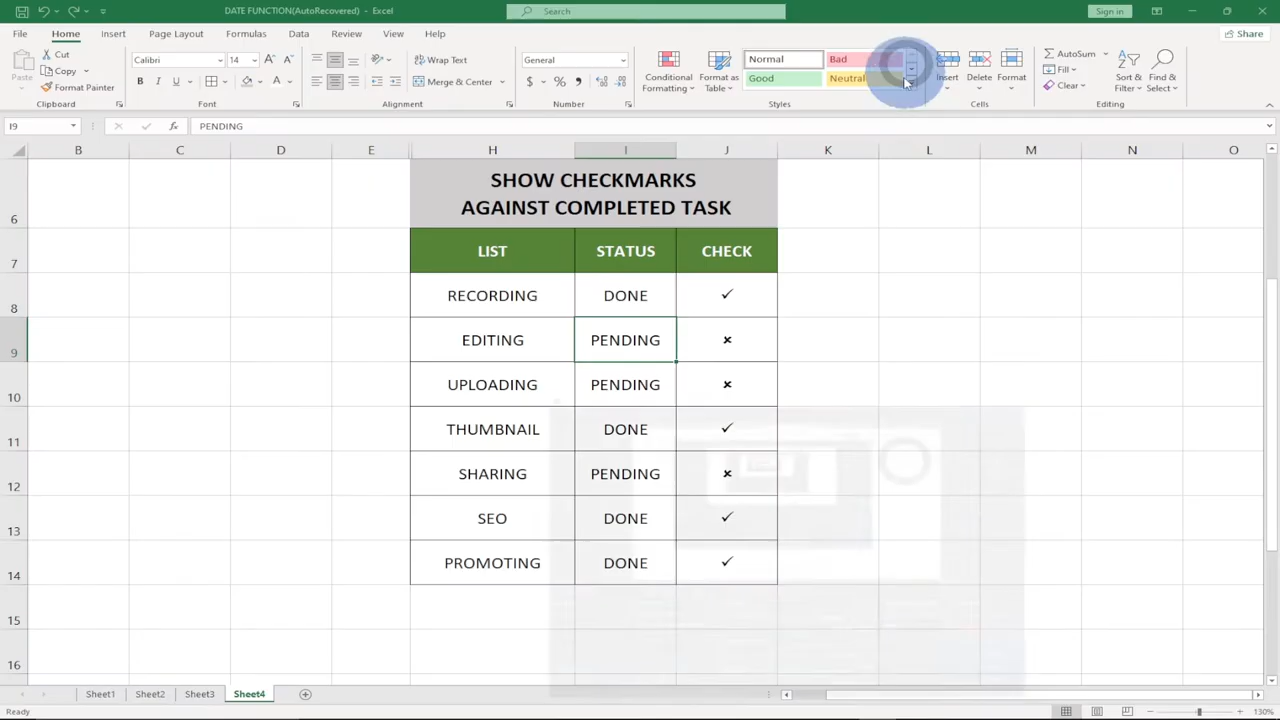 DATE FUNCTION(AutoRecovered) - Excel
Search
Sign in
File
Home
Insert
Page Layout
Formulas
Data
Review
View
Help
Share
Paste
Cut
Copy
Format Painter
Clipboard
Calibri
14
B I U
Font
Wrap Text
Merge & Center
Alignment
General
$ % ,
Number
Conditional
Formatting
Format as
Table
Normal
Bad
Good
Neutral
Styles
Insert
Delete
Format
Cells
AutoSum
Fill
Clear
Sort &
Filter
Find &
Select
Editing
I9
fx
PENDING
B C D E H I J K L M N O
6
SHOW CHECKMARKS
AGAINST COMPLETED TASK
7 LIST STATUS CHECK
8 RECORDING DONE ✓
9 EDITING PENDING ×
10 UPLOADING PENDING ×
11 THUMBNAIL DONE ✓
12 SHARING PENDING ×
13 SEO DONE ✓
14 PROMOTING DONE ✓
15
16
Sheet1
Sheet2
Sheet3
Sheet4
Ready
130%